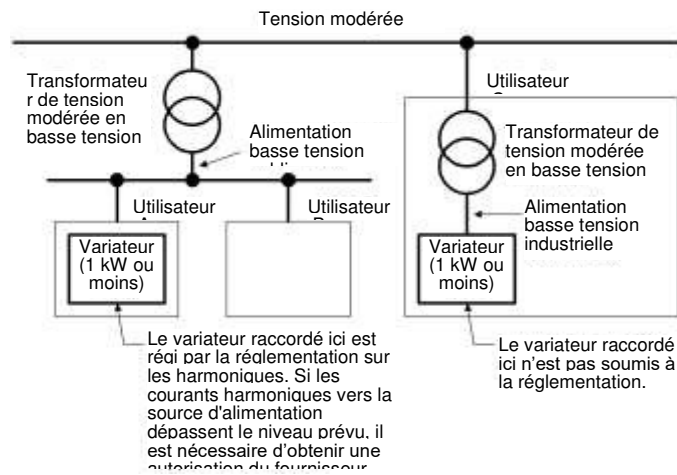 Tension modérée
Transformateu
r de tension
modérée en
basse tension
Alimentation
basse tension
Utilisateur
Utilisateur
Variateur
(1 kW ou
moins)
Le variateur raccordé ici est
régi par la réglementation sur
les harmoniques. Si les
courants harmoniques vers la
source d'alimentation
dépassent le niveau prévu, il
est nécessaire d'obtenir une
autorisation du fournisseur
Utilisateur
Transformateur de
tension modérée
en basse tension
Alimentation
basse tension
industrielle
Variateur
(1 kW ou
moins)
Le variateur raccordé
ici n'est pas soumis à
la réglementation.